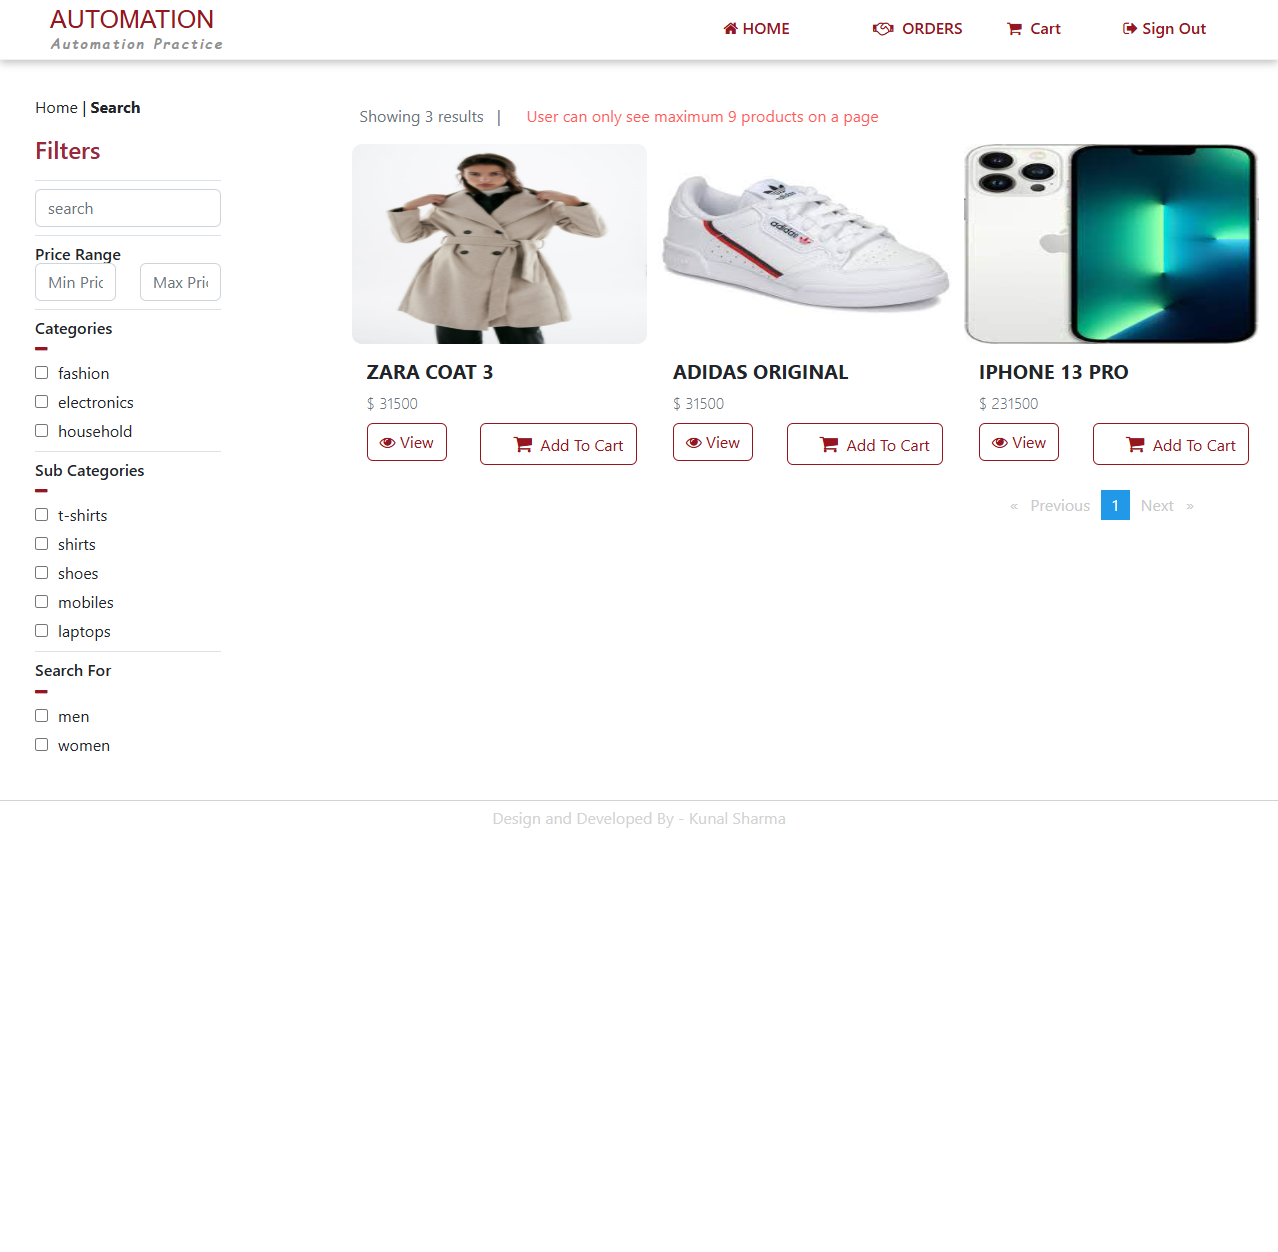 AUTOMATION
Automation Practice
HOME
ORDERS
Cart
Sign Out
Home | Search
Filters
search
Price Range
Min Pric
Max Pric
Categories
fashion
electronics
household
Sub Categories
t-shirts
shirts
shoes
mobiles
laptops
Search For
men
women
Showing 3 results | User can only see maximum 9 products on a page
adidas
adidas
ZARA COAT 3
$ 31500
View
Add To Cart
ADIDAS ORIGINAL
$ 31500
View
Add To Cart
IPHONE 13 PRO
$ 231500
View
Add To Cart
« Previous 1 Next »
Design and Developed By - Kunal Sharma